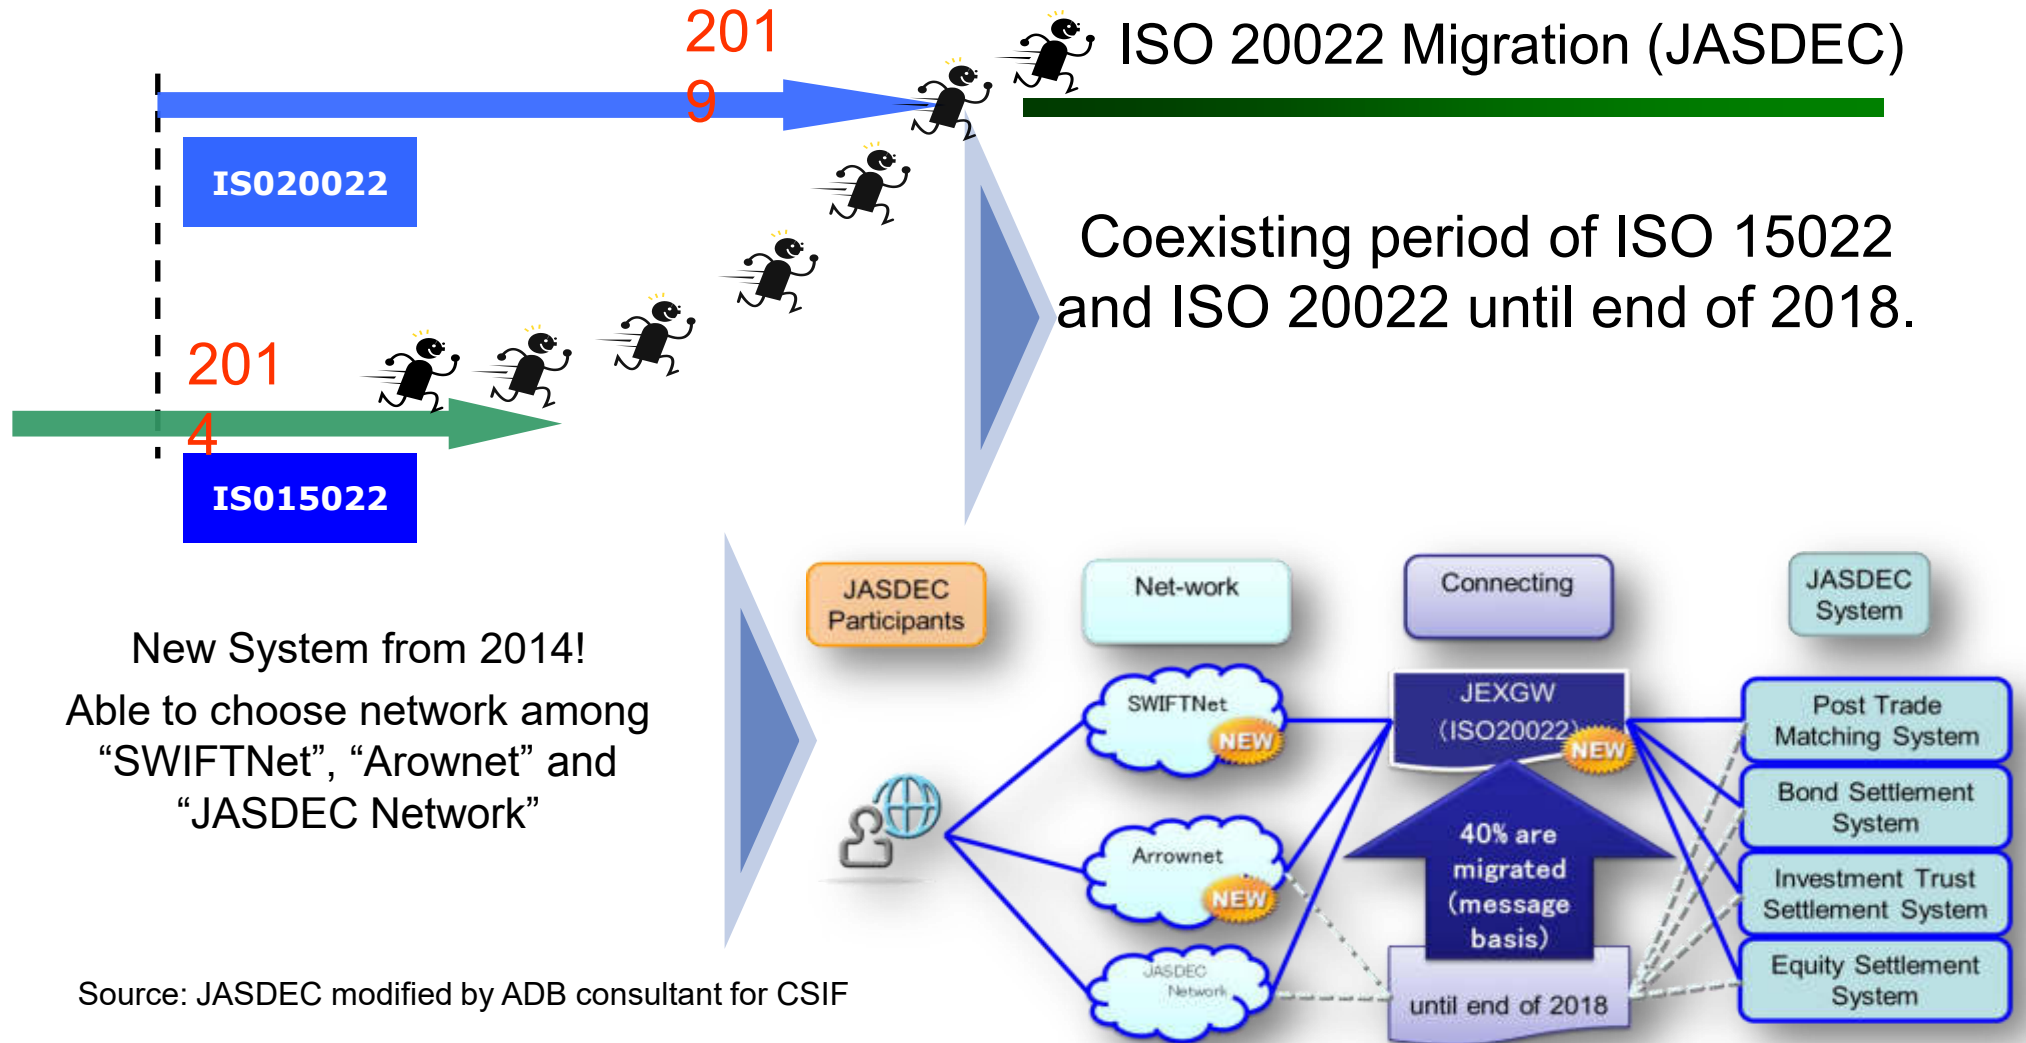 ISO 20022 Migration (JASDEC)
201
9
IS020022
Coexisting period of ISO 15022
and ISO 20022 until end of 2018.
201
4
IS015022
New System from 2014!
Able to choose network among
“SWIFTNet”, “Arownet” and
“JASDEC Network”
JASDEC
Participants
Net-work
Connecting
JASDEC
System
SWIFTNet
NEW
JEXGW
(ISO20022)
NEW
Post Trade
Matching System
Bond Settlement
System
Arrownet
NEW
40% are
migrated
(message
basis)
Investment Trust
Settlement System
JASDEC
Network
until end of 2018
Equity Settlement
System
Source: JASDEC modified by ADB consultant for CSIF